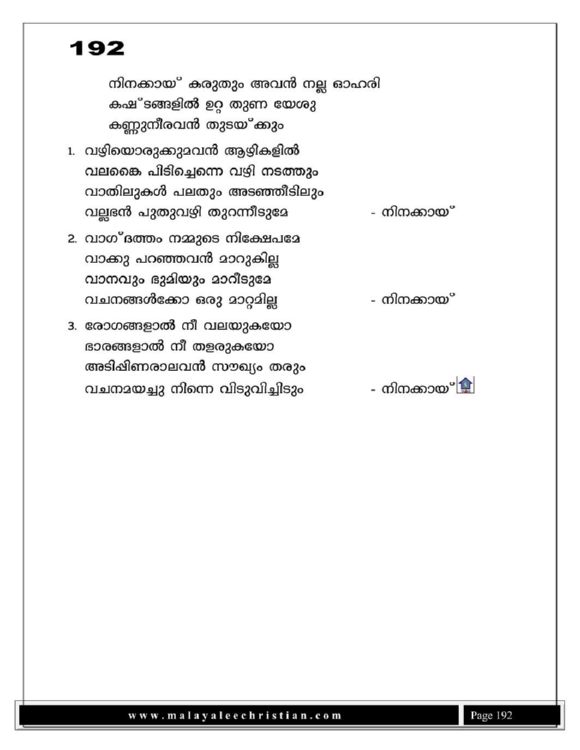 192
നിനക്കായ് കരുതും അവൻ നല്ല ഓഹരി
കഷ്ടങ്ങളിൽ ഉറ്റ തുണ യേശു
കണ്ണുനീരവൻ തുടയ്ക്കും
1. വഴിയൊരുക്കുമവൻ ആഴികളിൽ
വലങ്കൈ പിടിച്ചെന്നെ വഴി നടത്തും
വാതിലുകൾ പലതും അടഞ്ഞീടിലും
വല്ലഭൻ പുതുവഴി തുറന്നീടുമേ - നിനക്കായ്
2. വാഗ്ദത്തം നമ്മുടെ നിക്ഷേപമേ
വാക്കു പറഞ്ഞവൻ മാറുകില്ല
വാനവും ഭുമിയും മാറീടുമേ
വചനങ്ങൾക്കോ ഒരു മാറ്റമില്ല - നിനക്കായ്
3. രോഗങ്ങളാൽ നീ വലയുകയോ
ഭാരങ്ങളാൽ നീ തളരുകയോ
അടിപ്പിണരാലവൻ സൗഖ്യം തരും
വചനമയച്ചു നിന്നെ വിടുവിച്ചിടും - നിനക്കായ്
www.malayaleechristian.com Page 192